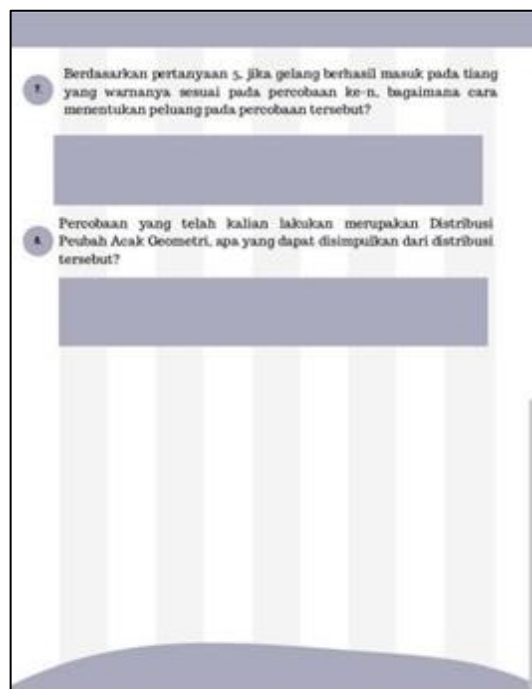 7. Berdasarkan pertanyaan 5, jika gelang berhasil masuk pada tiang
yang warnanya sesuai pada percobaan ke-n, bagaimana cara
menentukan peluang pada percobaan tersebut?
8. Percobaan yang telah kalian lakukan merupakan Distribusi
Peubah Acak Geometri, apa yang dapat disimpulkan dari distribusi
tersebut?